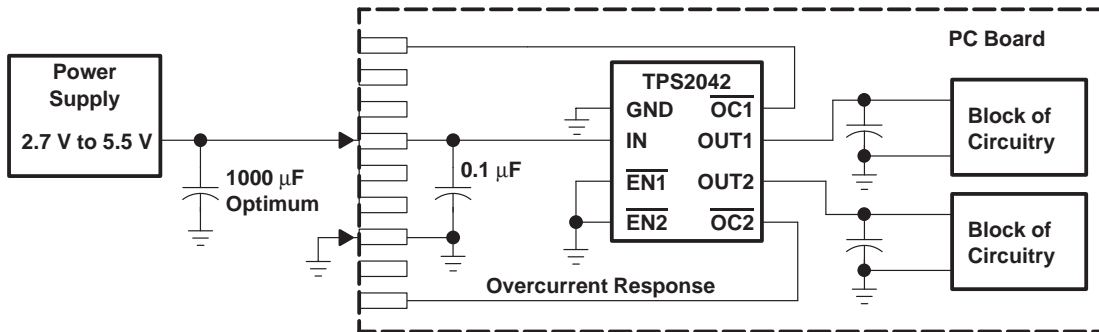 PC Board
Power
Supply
2.7 V to 5.5 V
1000 μF
Optimum
0.1 μF
TPS2042
GND
IN
EN1
EN2
OC1
OUT1
OUT2
OC2
Block of
Circuitry
Block of
Circuitry
Overcurrent Response